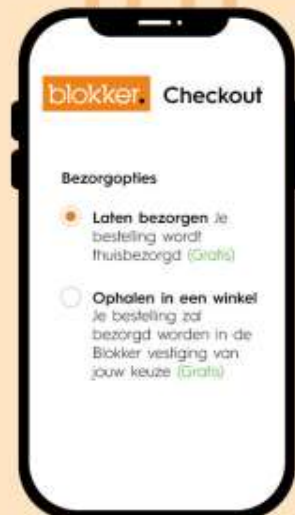 blokker. Checkout
Bezorgopties
Laten bezorgen Je
bestelling wordt
thuisbezorgd (Gratis)
Ophalen in een winkel
Je bestelling zal
bezorgd worden in de
Blokker vestiging van
jouw keuze (Gratis)